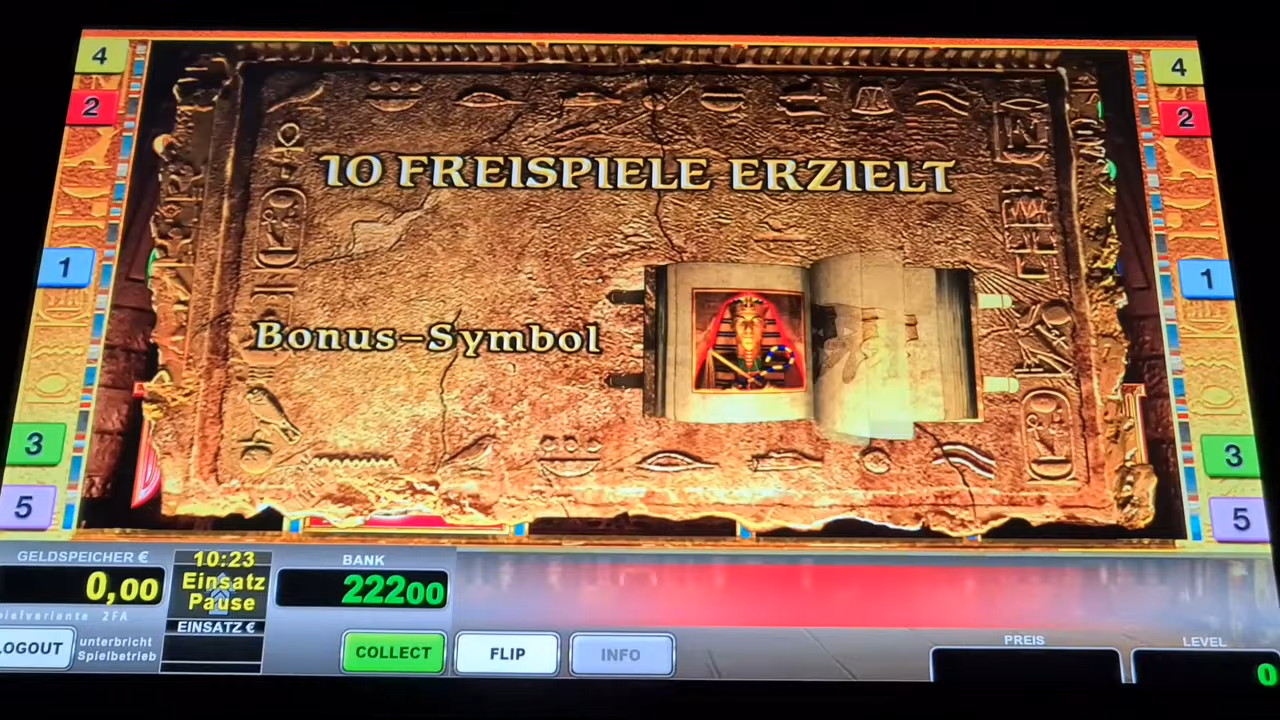 4
4
2
2
10 FREISPIELE ERZIELT
1
1
Bonus-Symbol
3
3
5
5
GELDSPEICHER €
0,00
10:23
Einsatz
Pause
EINSATZ €
BANK
22200
2FA
LOGOUT
unterbricht
Spielbetrieb
COLLECT
FLIP
INFO
PREIS
LEVEL
0